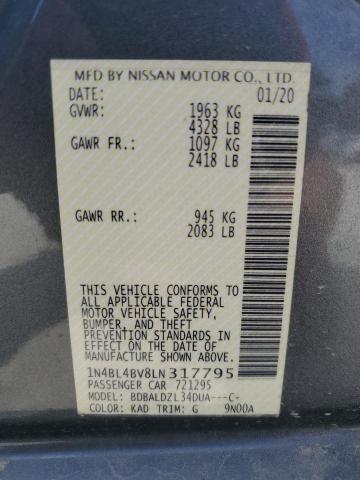 MFD BY NISSAN MOTOR CO., LTD.
DATE: 01/20
GVWR: 1963 KG
4328 LB
GAWR FR: 1097 KG
2418 LB
GAWR RR: 945 KG
2083 LB
THIS VEHICLE CONFORMS TO
ALL APPLICABLE FEDERAL
MOTOR VEHICLE SAFETY,
BUMPER, AND THEFT
PREVENTION STANDARDS IN
EFFECT ON THE DATE OF
MANUFACTURE SHOWN ABOVE.
1N4BL4BV8LN317795
PASSENGER CAR 721295
MODEL: BDBALDZL34DUA---C-
COLOR: KAD TRIM: G 9N00A